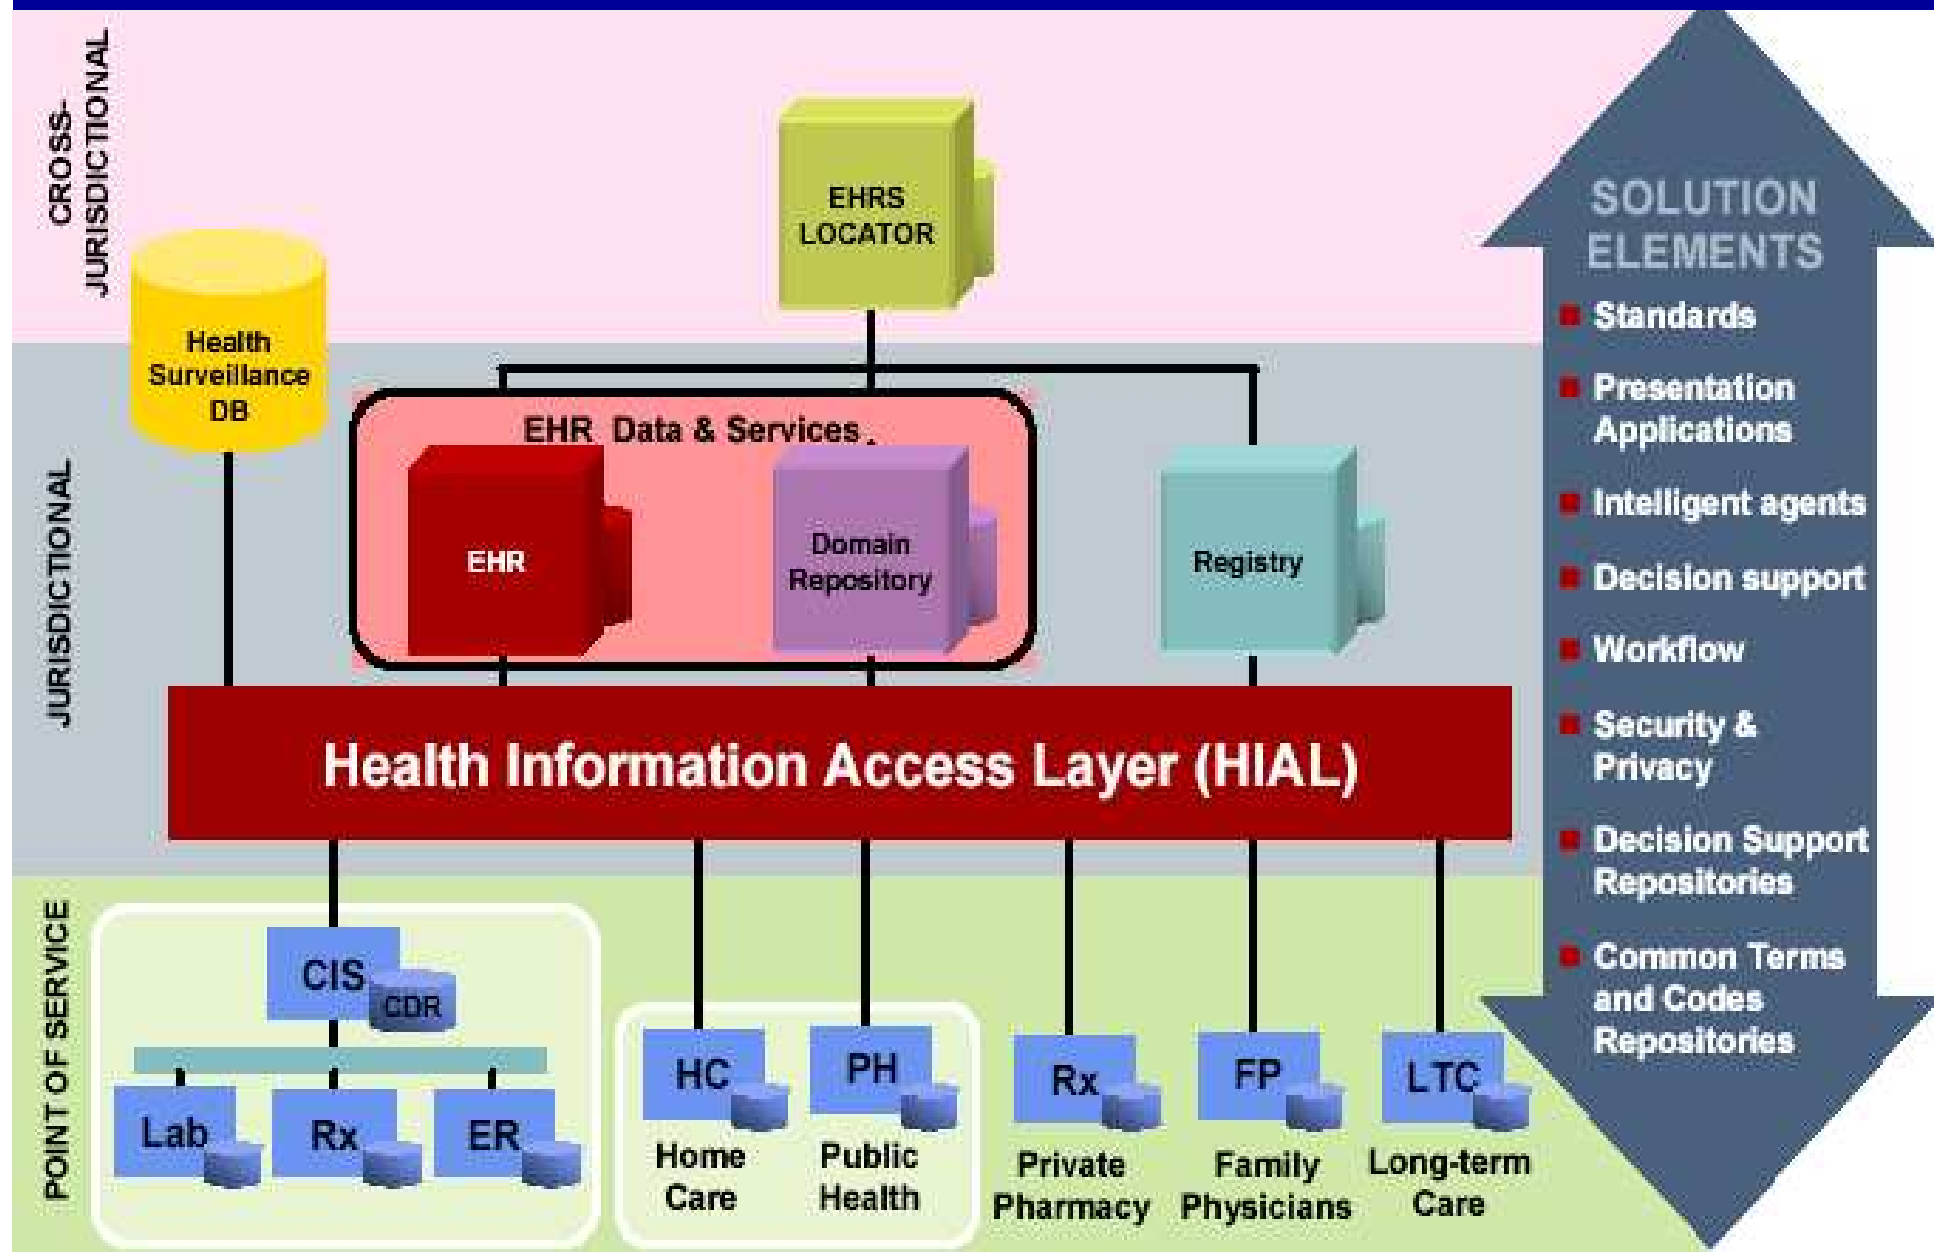 CROSS-
JURISDICTIONAL
EHRS
LOCATOR
Health
Surveillance
DB
JURISDICTIONAL
EHR Data & Services
EHR
Domain
Repository
Registry
Health Information Access Layer (HIAL)
POINT OF SERVICE
CIS
CDR
Lab
Rx
ER
HC
Home
Care
PH
Public
Health
Rx
Private
Pharmacy
FP
Family
Physicians
LTC
Long-term
Care
SOLUTION
ELEMENTS
Standards
Presentation
Applications
Intelligent agents
Decision support
Workflow
Security &
Privacy
Decision Support
Repositories
Common Terms
and Codes
Repositories